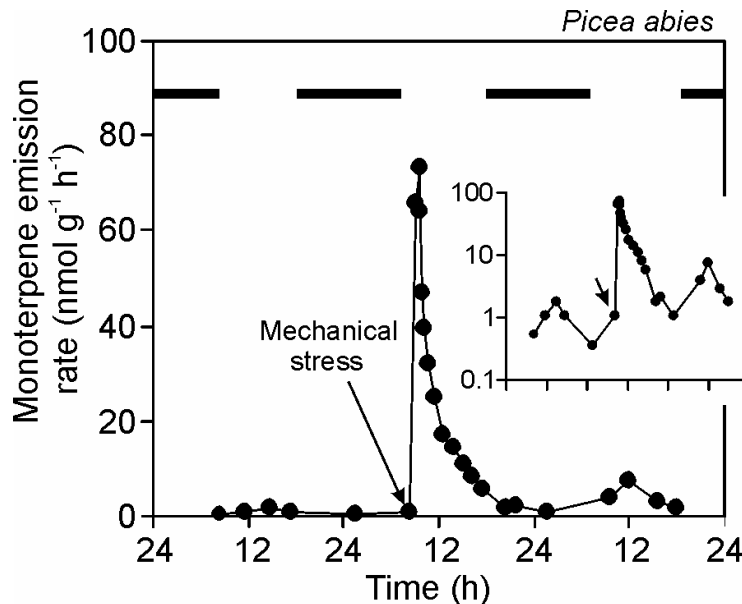 Picea abies
Monoterpene emission
rate (nmol g⁻¹ h⁻¹)
100
80
60
40
20
0
Mechanical
stress
100
10
1
0.1
24 12 24 12 24 12 24
Time (h)